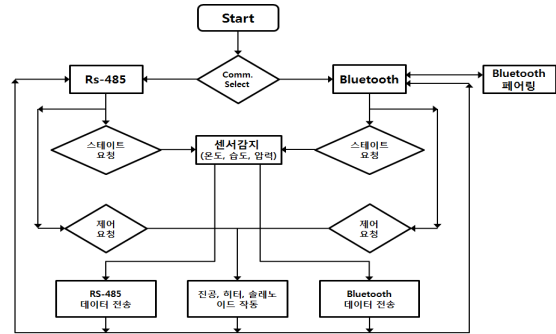 Start
Rs-485
Comm.
Select
Bluetooth
Bluetooth
페어링
스테이트
요청
센서감지
(온도, 습도, 압력)
스테이트
요청
제어
요청
제어
요청
RS-485
데이터 전송
진공, 히터, 솔레노
이드 작동
Bluetooth
데이터 전송